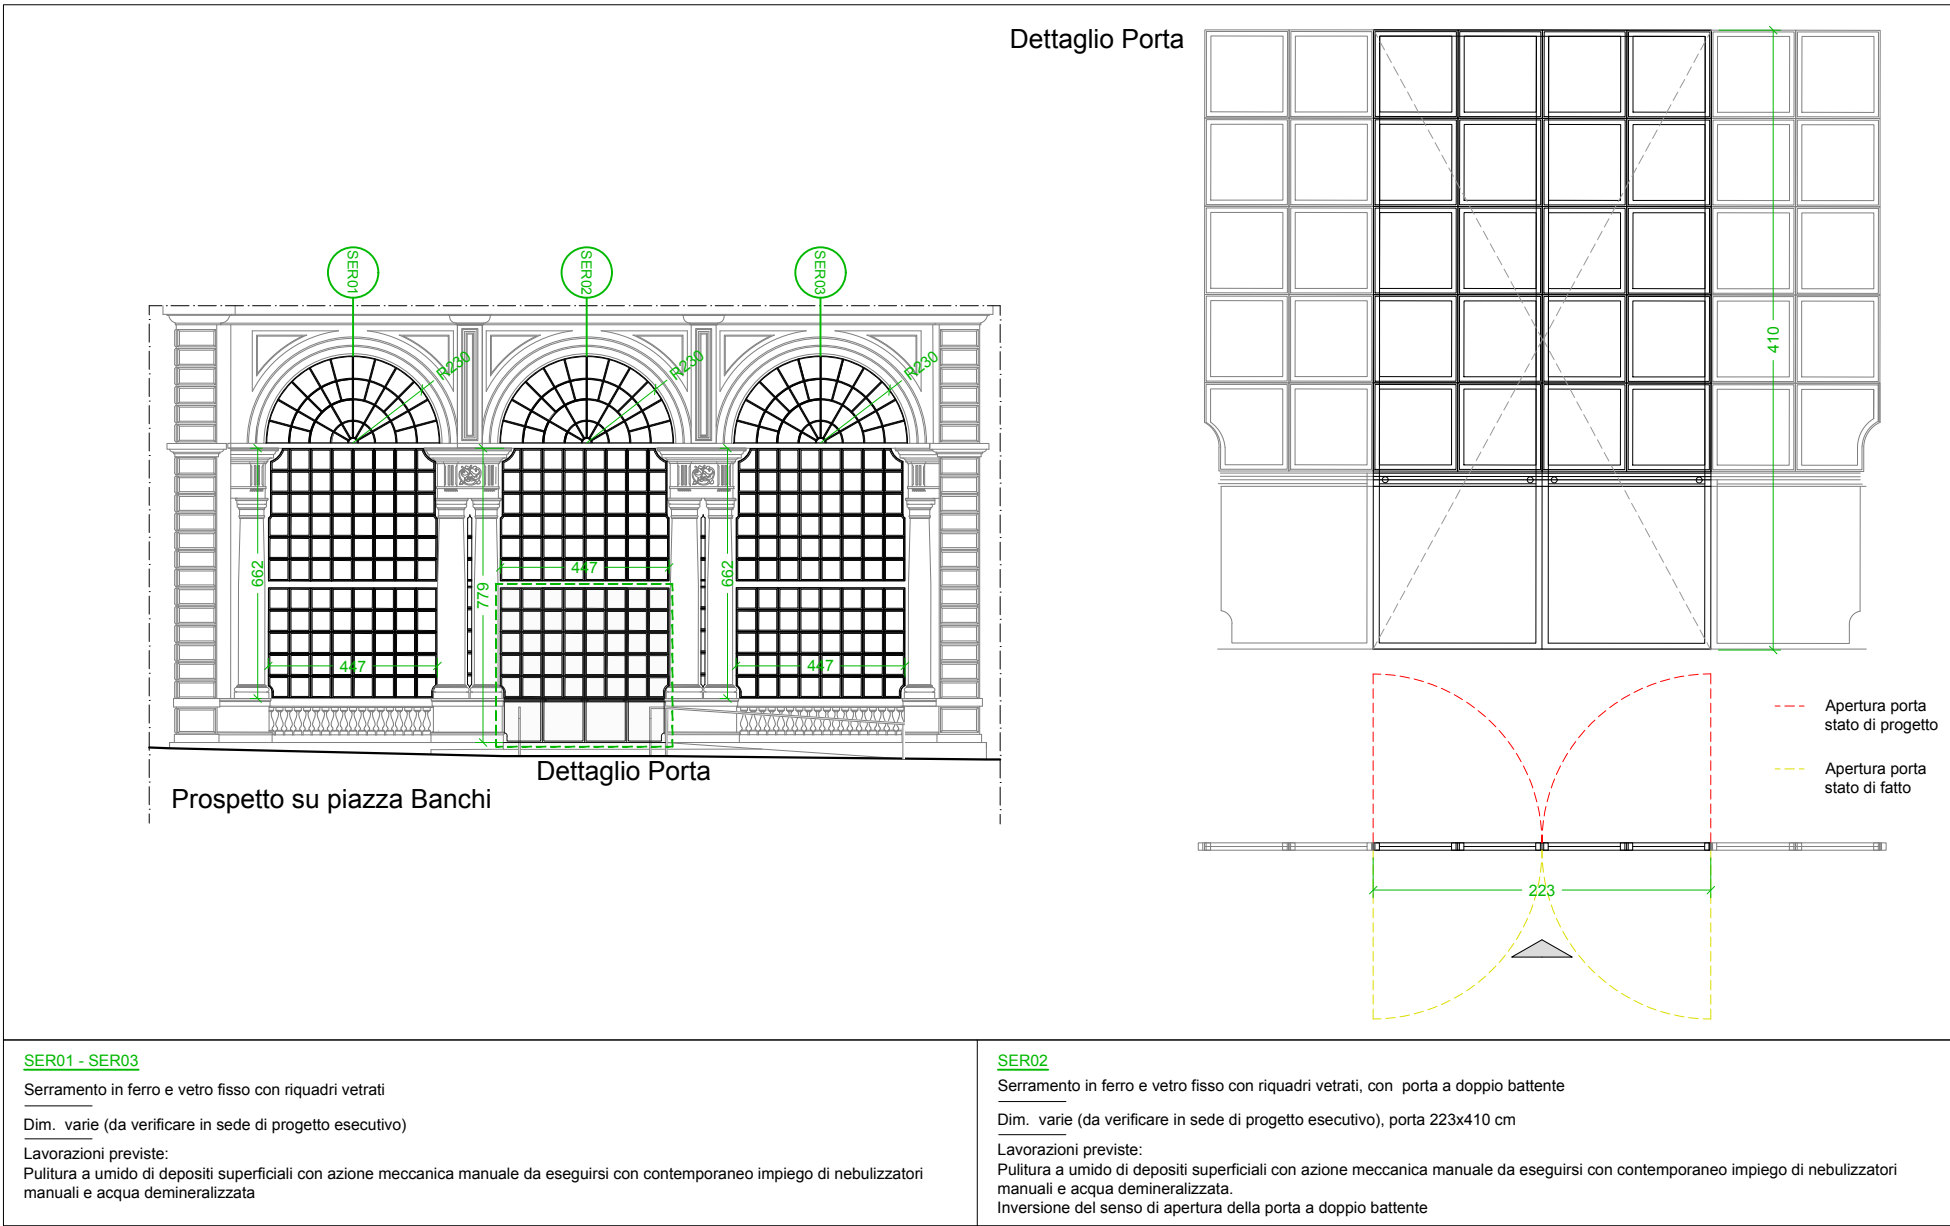 Dettaglio Porta
410
SER01
SER02
SER03
R230
R230
R230
662
779
447
662
447
447
Dettaglio Porta
Prospetto su piazza Banchi
Apertura porta
stato di progetto
Apertura porta
stato di fatto
223
SER01 - SER03
Serramento in ferro e vetro fisso con riquadri vetrati
Dim. varie (da verificare in sede di progetto esecutivo)
Lavorazioni previste:
Pulitura a umido di depositi superficiali con azione meccanica manuale da eseguirsi con contemporaneo impiego di nebulizzatori
manuali e acqua demineralizzata
SER02
Serramento in ferro e vetro fisso con riquadri vetrati, con porta a doppio battente
Dim. varie (da verificare in sede di progetto esecutivo), porta 223x410 cm
Lavorazioni previste:
Pulitura a umido di depositi superficiali con azione meccanica manuale da eseguirsi con contemporaneo impiego di nebulizzatori
manuali e acqua demineralizzata.
Inversione del senso di apertura della porta a doppio battente